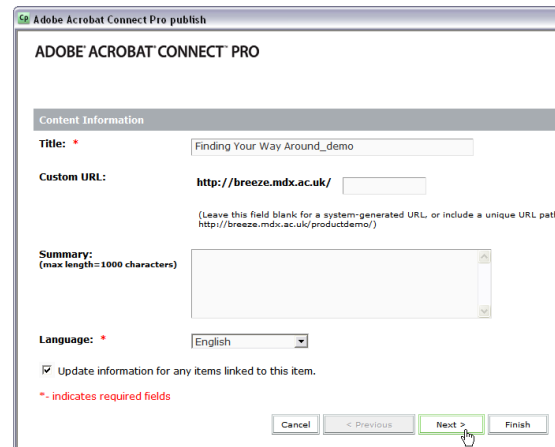 Adobe Acrobat Connect Pro publish
ADOBE® ACROBAT® CONNECT™ PRO
Content Information
Title: *
Finding Your Way Around_demo
Custom URL:
http://breeze.mdx.ac.uk/
(Leave this field blank for a system-generated URL, or include a unique URL
http://breeze.mdx.ac.uk/productdemo/)
Summary:
(max length=1000 characters)
Language: *
English
Update information for any items linked to this item.
*- indicates required fields
Cancel
< Previous
Next >
Finish